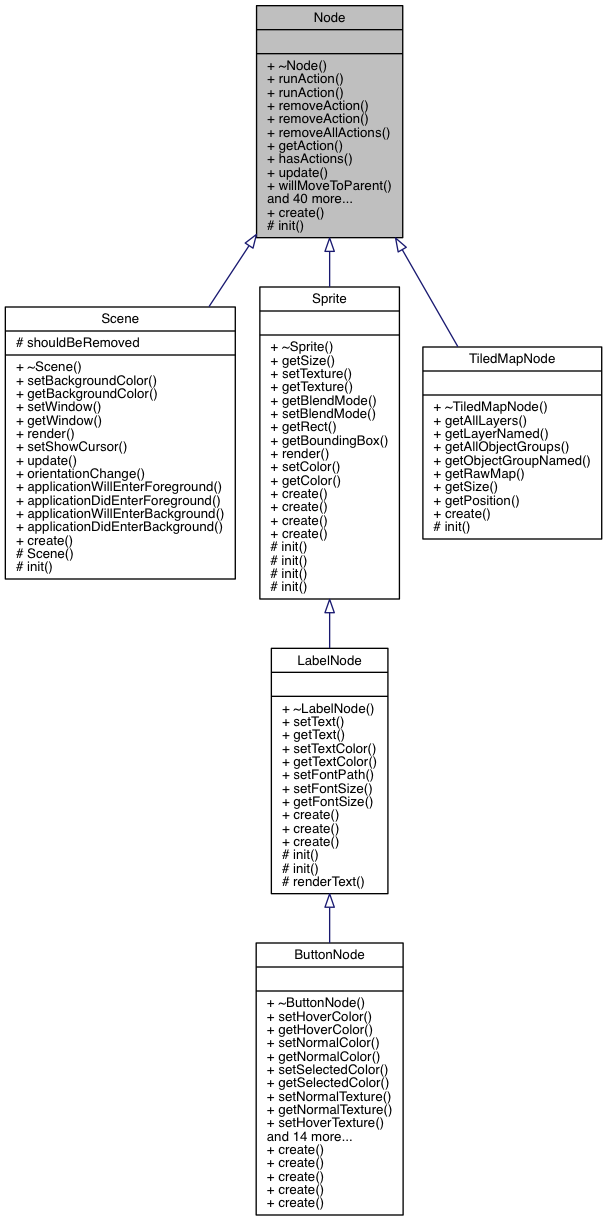 Node
+ ~Node()
+ runAction()
+ runAction()
+ removeAction()
+ removeAction()
+ removeAllActions()
+ getAction()
+ hasActions()
+ update()
+ willMoveToParent()
and 40 more...
+ create()
# init()
Scene
# shouldBeRemoved
+ ~Scene()
+ setBackgroundColor()
+ getBackgroundColor()
+ setWindow()
+ getWindow()
+ render()
+ setShowCursor()
+ update()
+ orientationChange()
+ applicationWillEnterForeground()
+ applicationDidEnterForeground()
+ applicationWillEnterBackground()
+ applicationDidEnterBackground()
+ create()
# Scene()
# init()
Sprite
+ ~Sprite()
+ getSize()
+ setTexture()
+ getTexture()
+ getBlendMode()
+ setBlendMode()
+ getRect()
+ getBoundingBox()
+ render()
+ setColor()
+ getColor()
+ create()
+ create()
+ create()
+ create()
# init()
# init()
# init()
# init()
TiledMapNode
+ ~TiledMapNode()
+ getAllLayers()
+ getLayerNamed()
+ getAllObjectGroups()
+ getObjectGroupNamed()
+ getRawMap()
+ getSize()
+ getPosition()
+ create()
# init()
LabelNode
+ ~LabelNode()
+ setText()
+ getText()
+ setTextColor()
+ getTextColor()
+ setFontPath()
+ setFontSize()
+ getFontSize()
+ create()
+ create()
+ create()
# init()
# init()
# renderText()
ButtonNode
+ ~ButtonNode()
+ setHoverColor()
+ getHoverColor()
+ setNormalColor()
+ getNormalColor()
+ setSelectedColor()
+ getSelectedColor()
+ setNormalTexture()
+ getNormalTexture()
+ setHoverTexture()
and 14 more...
+ create()
+ create()
+ create()
+ create()
+ create()